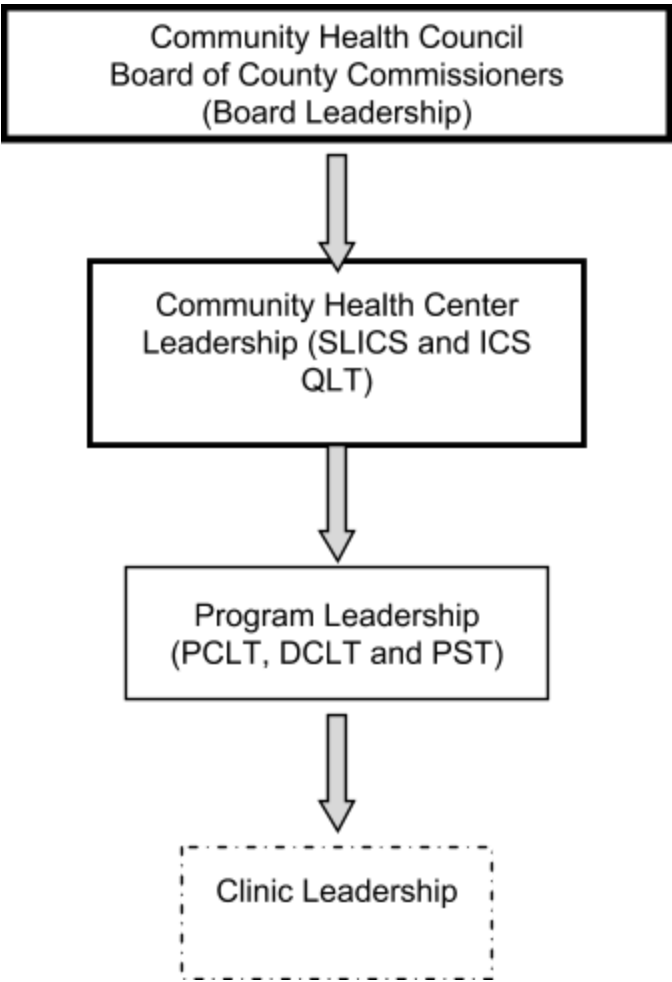 Community Health Council
Board of County Commissioners
(Board Leadership)
Community Health Center
Leadership (SLICS and ICS
QLT)
Program Leadership
(PCLT, DCLT and PST)
Clinic Leadership